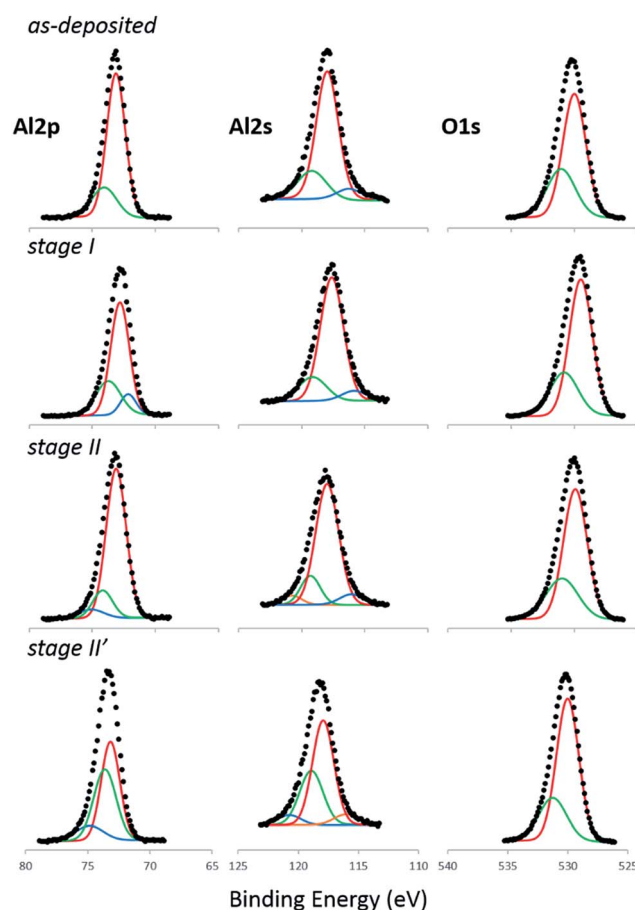 as-deposited
Al2p Al2s O1s
stage I
stage II
stage II’
80 75 70 65 125 120 115 110 540 535 530 525
Binding Energy (eV)